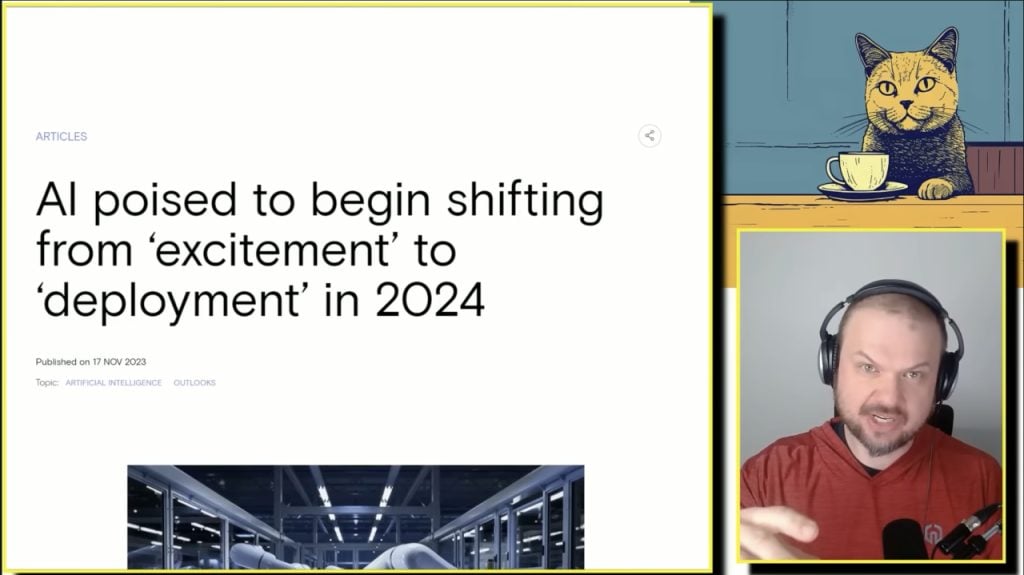 ARTICLES
AI poised to begin shifting
from ‘excitement’ to
‘deployment’ in 2024
Published on 17 NOV 2023
Topic: ARTIFICIAL INTELLIGENCE OUTLOOKS